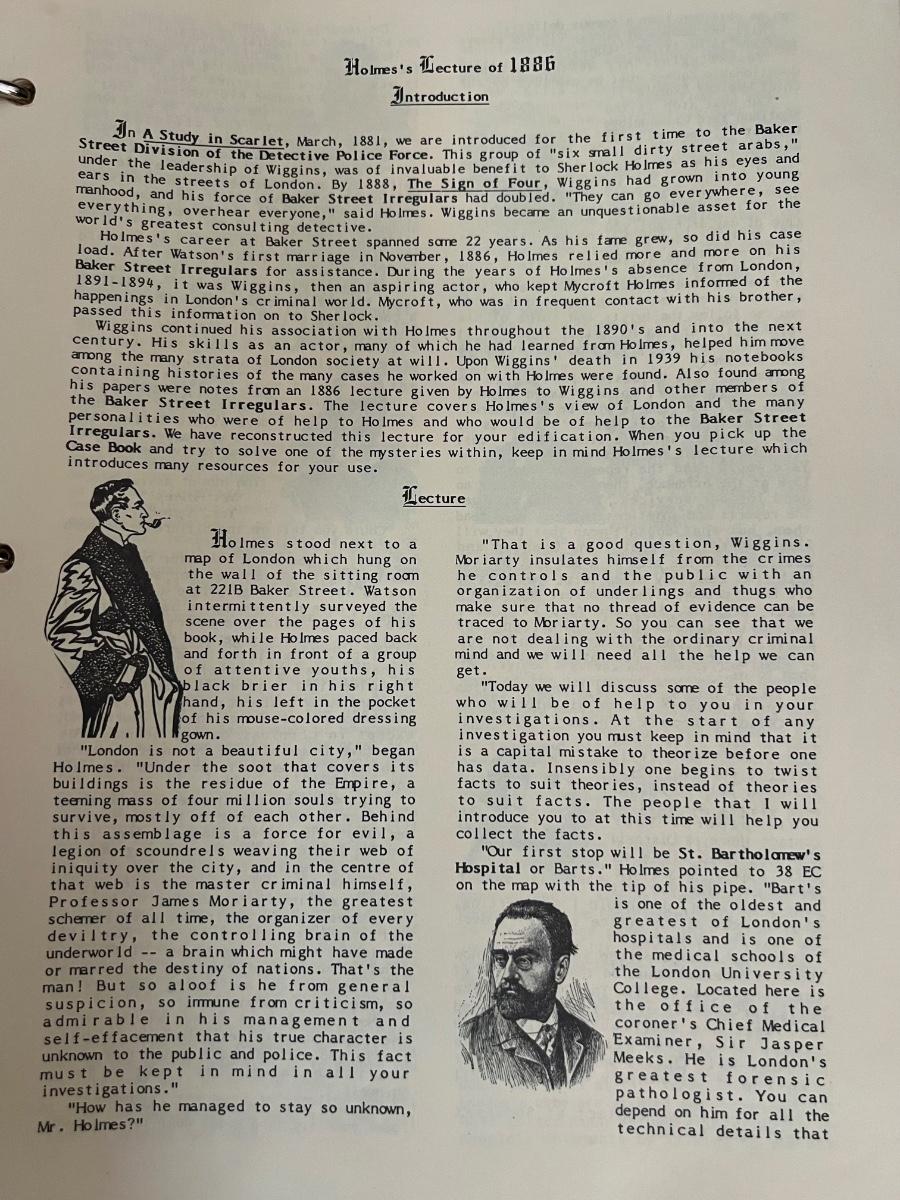 Holmes's Lecture of 1886
Introduction
In A Study in Scarlet, March, 1881, we are introduced for the first time to the Baker
Street Division of the Detective Police Force. This group of "six small dirty street arabs,"
under the leadership of Wiggins, was of invaluable benefit to Sherlock Holmes as his eyes and
ears in the streets of London. By 1888, The Sign of Four, Wiggins had grown into young
manhood, and his force of Baker Street Irregulars had doubled. "They can go everywhere, see
everything, overhear everyone," said Holmes. Wiggins became an unquestionable asset for the
world's greatest consulting detective.
Holmes's career at Baker Street spanned some 22 years. As his fame grew, so did his case
load. After Watson's first marriage in November, 1886, Holmes relied more and more on his
Baker Street Irregulars for assistance. During the years of Holmes's absence from London,
1891-1894, it was Wiggins, then an aspiring actor, who kept Mycroft Holmes informed of the
happenings in London's criminal world. Mycroft, who was in frequent contact with his brother,
passed this information on to Sherlock.
Wiggins continued his association with Holmes throughout the 1890's and into the next
century. His skills as an actor, many of which he had learned from Holmes, helped him move
among the many strata of London society at will. Upon Wiggins' death in 1939 his notebooks
containing histories of the many cases he worked on with Holmes were found. Also found among
his papers were notes from an 1886 lecture given by Holmes to Wiggins and other members of
the Baker Street Irregulars. The lecture covers Holmes's view of London and the many
personalities who were of help to Holmes and who would be of help to the Baker Street
Irregulars. We have reconstructed this lecture for your edification. When you pick up the
Case Book and try to solve one of the mysteries within, keep in mind Holmes's lecture which
introduces many resources for your use.
Lecture
Holmes stood next to a
map of London which hung on
the wall of the sitting room
at 221B Baker Street. Watson
intermittently surveyed the
scene over the pages of his
book, while Holmes paced back
and forth in front of a group
of attentive youths, his
black brier in his right
hand, his left in the pocket
of his mouse-colored dressing
gown.
"London is not a beautiful city," began
Holmes. "Under the soot that covers its
buildings is the residue of the Empire, a
teeming mass of four million souls trying to
survive, mostly off of each other. Behind
this assemblage is a force for evil, a
legion of scoundrels weaving their web of
iniquity over the city, and in the centre of
that web is the master criminal himself,
Professor James Moriarty, the greatest
schemer of all time, the organizer of every
deviltry, the controlling brain of the
underworld -- a brain which might have made
or marred the destiny of nations. That's the
man! But so aloof is he from general
suspicion, so immune from criticism, so
admirable in his management and
self-effacement that his true character is
unknown to the public and police. This fact
must be kept in mind in all your
investigations."
"How has he managed to stay so unknown,
Mr. Holmes?"
"That is a good question, Wiggins.
Moriarty insulates himself from the crimes
he controls and the public with an
organization of underlings and thugs who
make sure that no thread of evidence can be
traced to Moriarty. So you can see that we
are not dealing with the ordinary criminal
mind and we will need all the help we can
get.
"Today we will discuss some of the people
who will be of help to you in your
investigations. At the start of any
investigation you must keep in mind that it
is a capital mistake to theorize before one
has data. Insensibly one begins to twist
facts to suit theories, instead of theories
to suit facts. The people that I will
introduce you to at this time will help you
collect the facts.
"Our first stop will be St. Bartholomew's
Hospital or Barts." Holmes pointed to 38 EC
on the map with the tip of his pipe. "Bart's
is one of the oldest and
greatest of London's
hospitals and is one of
the medical schools of
the London University
College. Located here is
the office of the
coroner's Chief Medical
Examiner, Sir Jasper
Meeks. He is London's
greatest forensic
pathologist. You can
depend on him for all the
technical details that